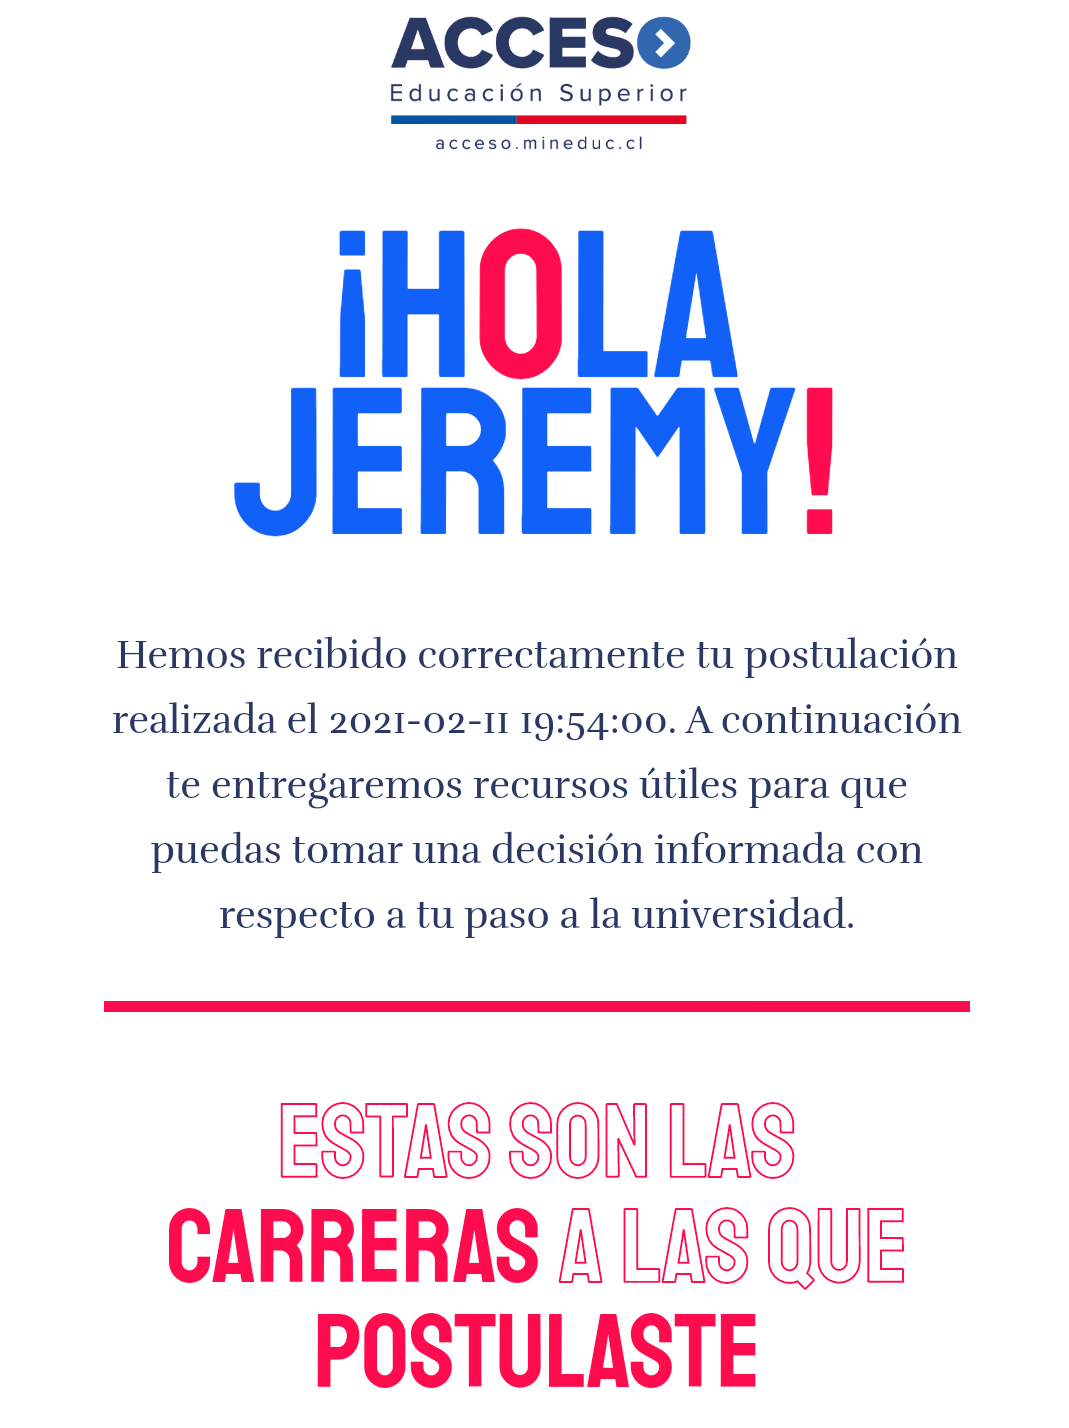 ACCESO
Educación Superior
acceso.mineduc.cl
¡HOLA
JEREMY!
Hemos recibido correctamente tu postulación
realizada el 2021-02-11 19:54:00. A continuación
te entregaremos recursos útiles para que
puedas tomar una decisión informada con
respecto a tu paso a la universidad.
ESTAS SON LAS
CARRERAS A LAS QUE
POSTULASTE